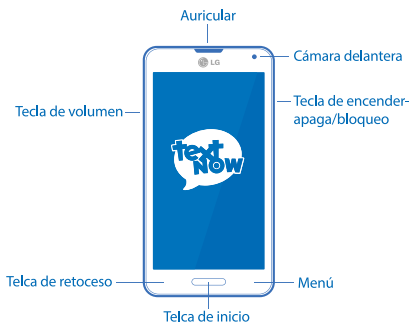 Auricular
LG
Cámara delantera
Tecla de volumen
Tecla de encender-
apaga/bloqueo
text
NOW
Telca de retoceso
Menú
Telca de inicio